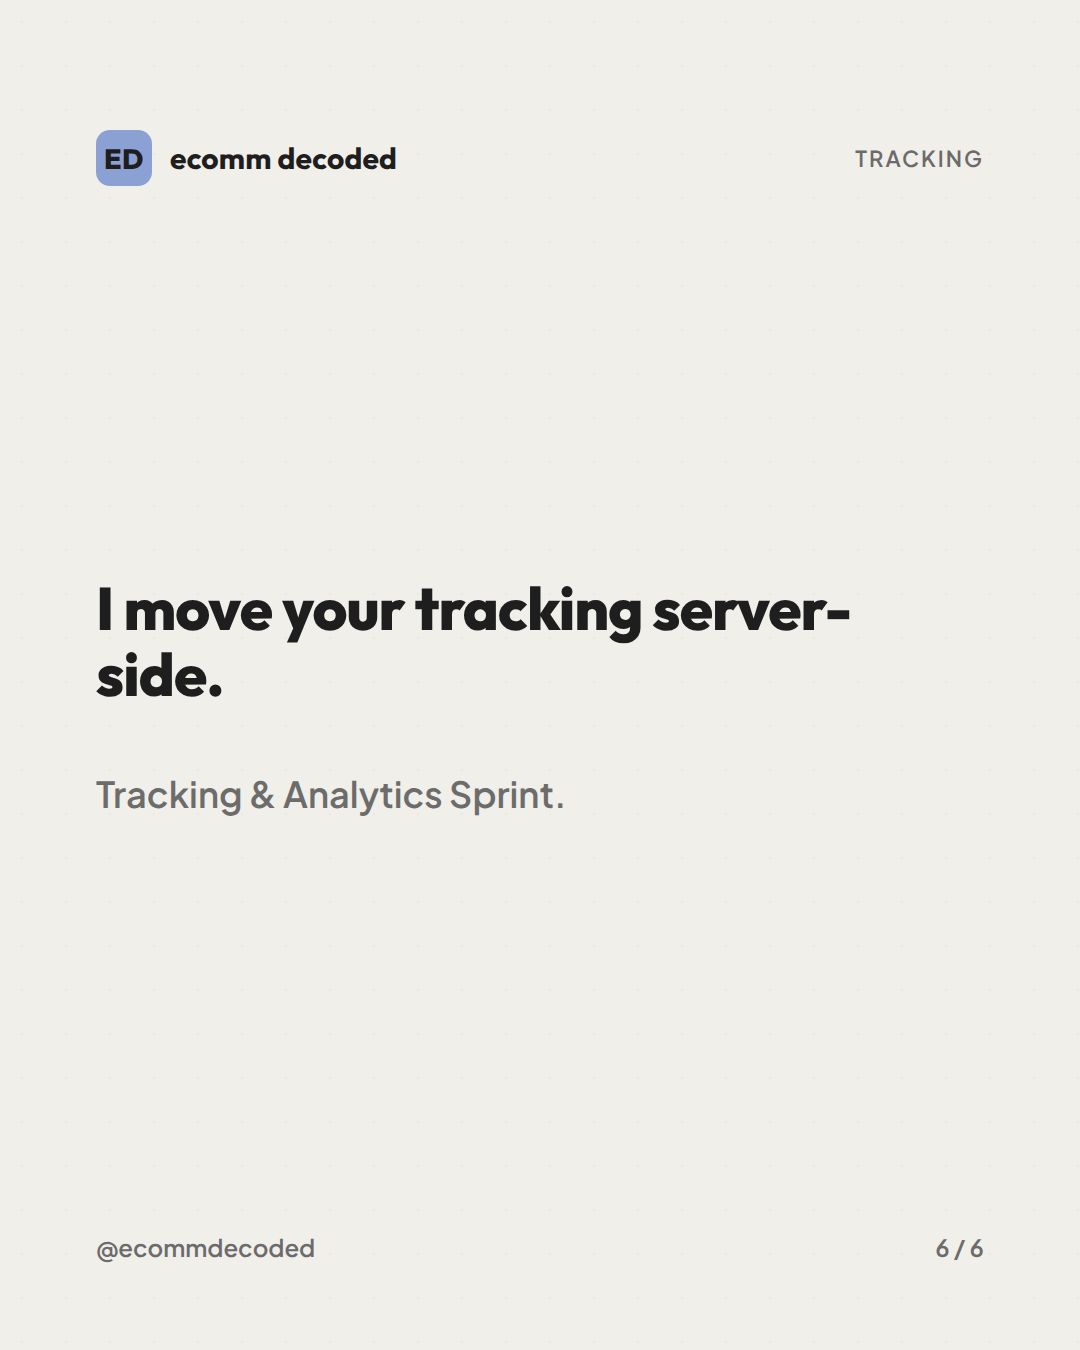 ED ecomm decoded
TRACKING
I move your tracking server-
side.
Tracking & Analytics Sprint.
@ecommdecoded
6 / 6